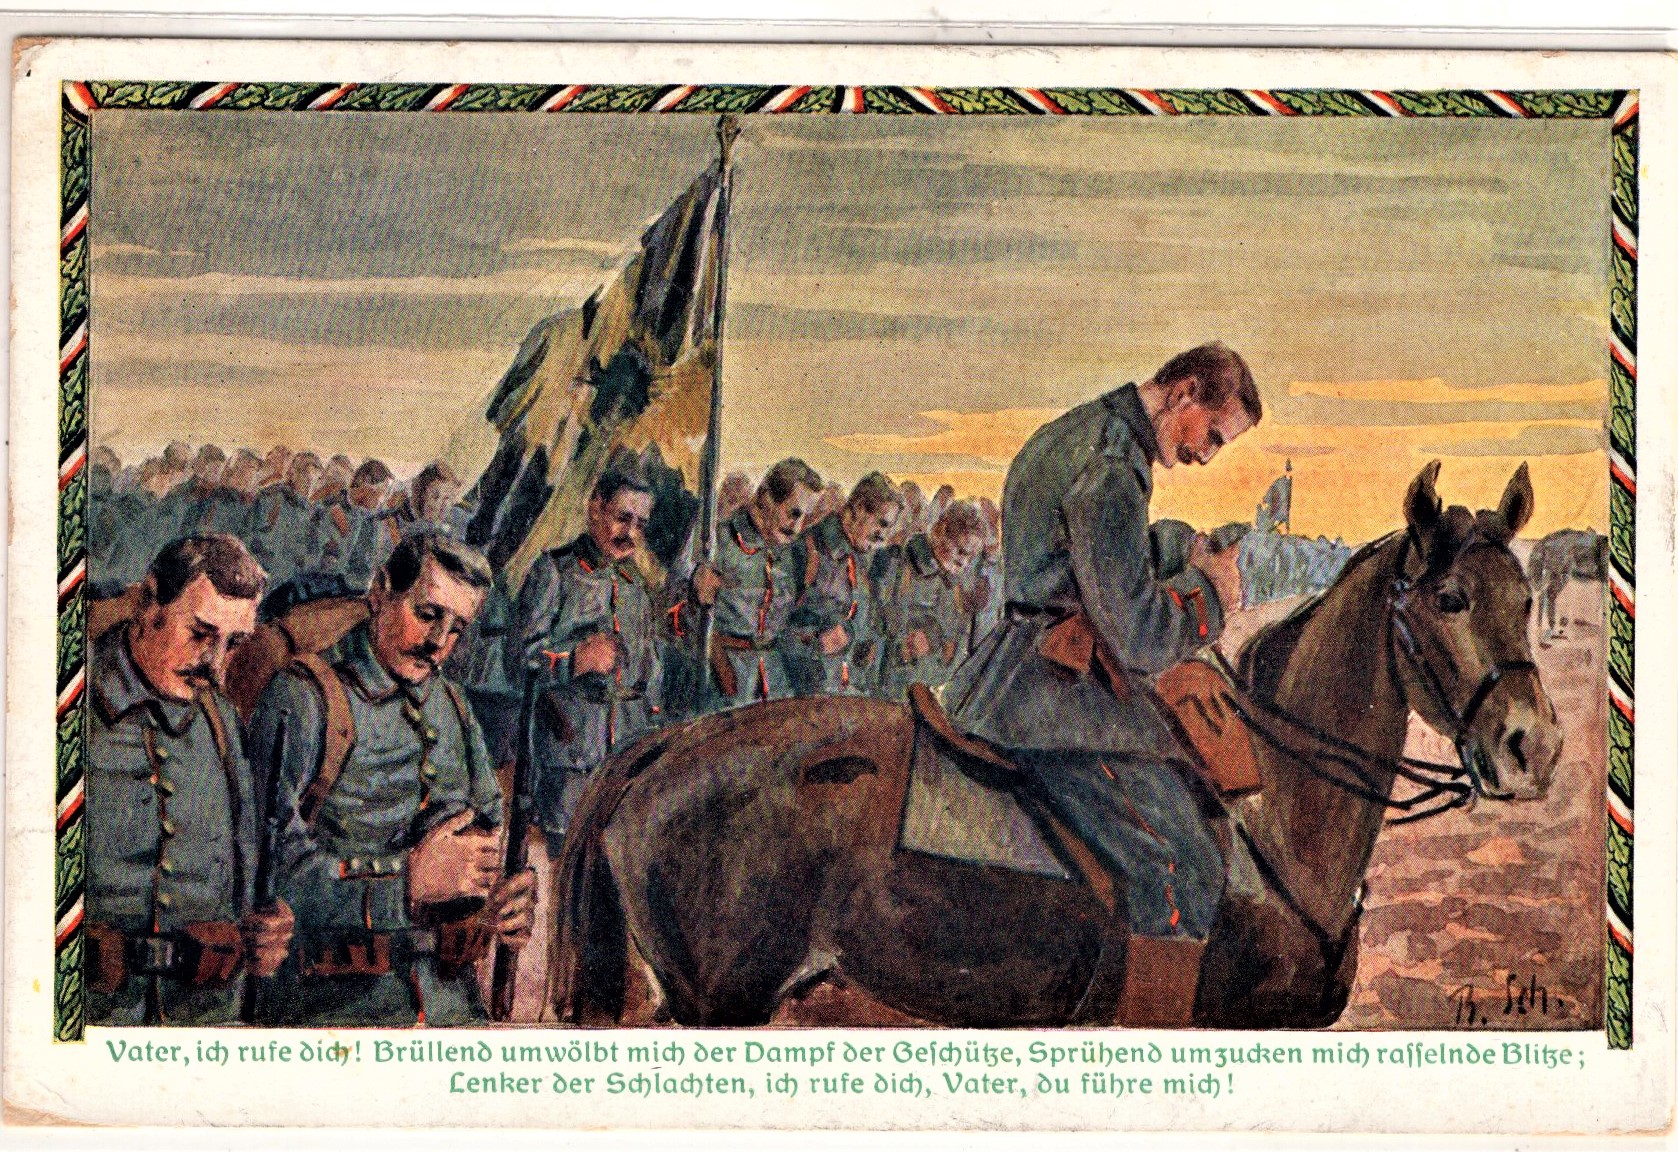 B. Sch.
Vater, ich rufe dich! Brüllend umwölbt mich der Dampf der Geschütze, Sprühend umzucken mich rasselnde Blitze;
Lenker der Schlachten, ich rufe dich, Vater, du führe mich!